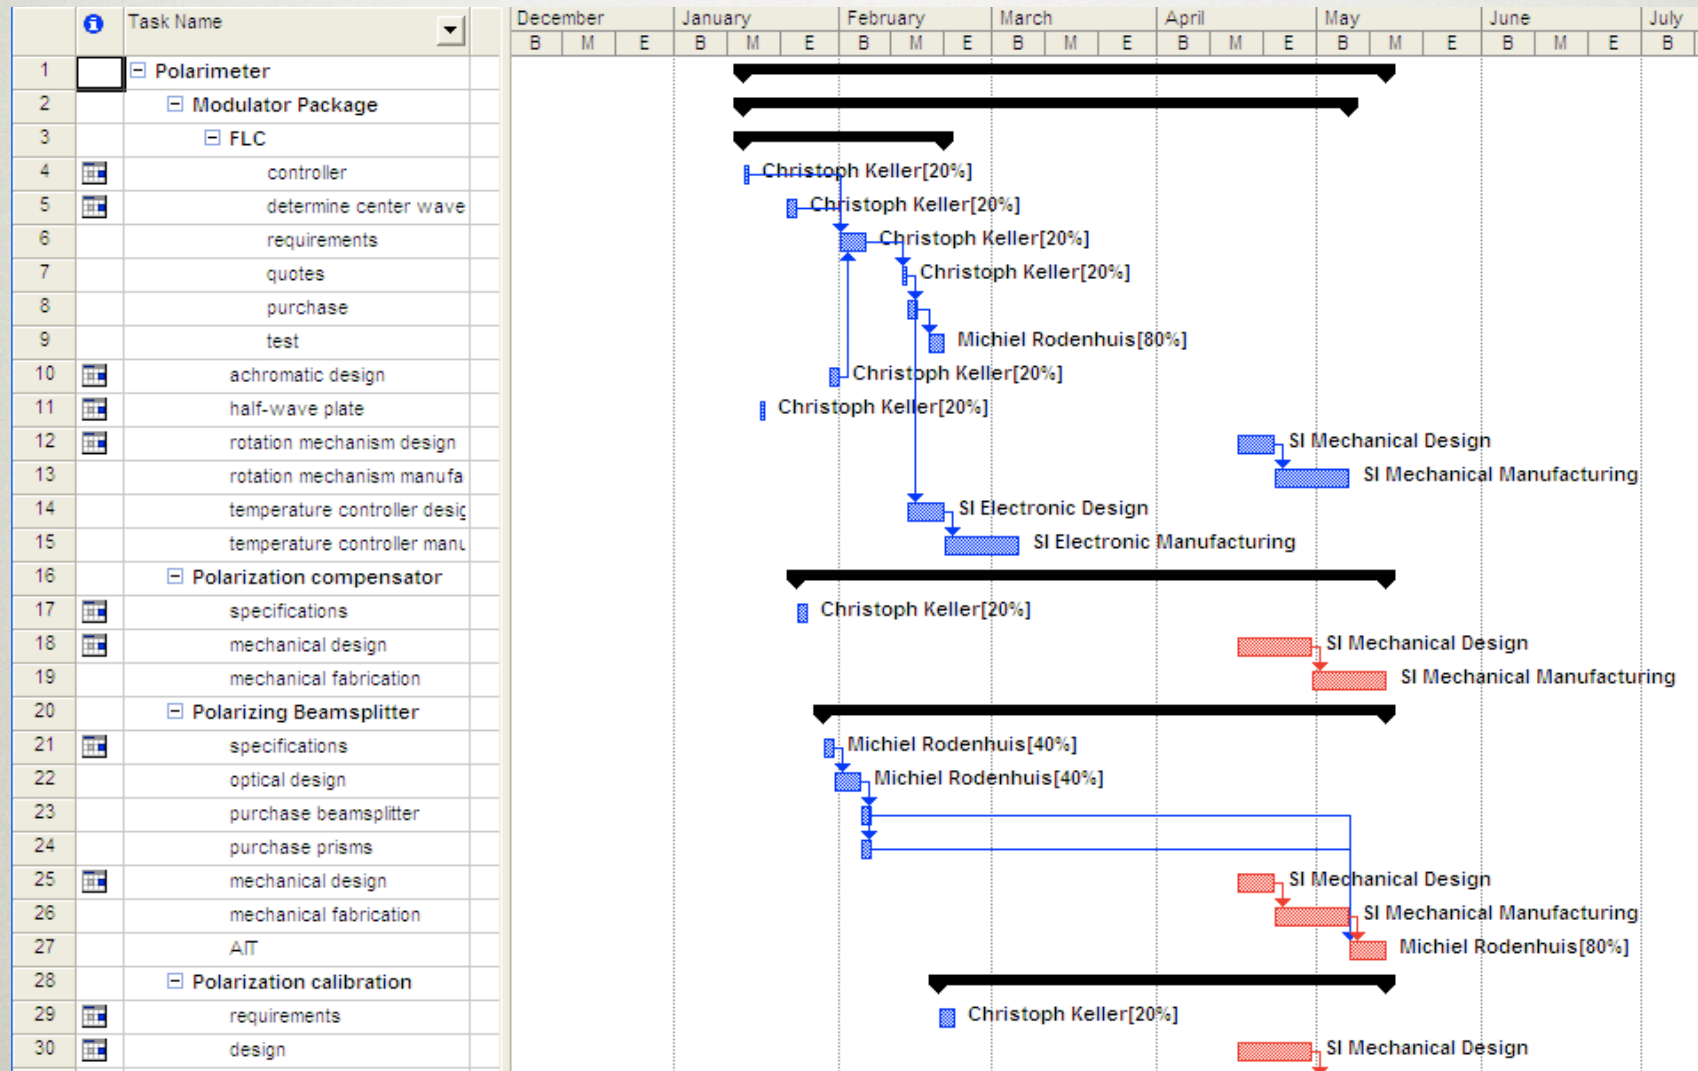 Task Name December January February March April May June July
B M E B M E B M E B M E B M E B M E B M E B
1 Polarimeter
2 Modulator Package
3 FLC
4 controller Christoph Keller[20%]
5 determine center wave Christoph Keller[20%]
6 requirements Christoph Keller[20%]
7 quotes Christoph Keller[20%]
8 purchase
9 test Michiel Rodenhuis[80%]
10 achromatic design Christoph Keller[20%]
11 half-wave plate Christoph Keller[20%]
12 rotation mechanism design SI Mechanical Design
13 rotation mechanism manufa SI Mechanical Manufacturing
14 temperature controller desig SI Electronic Design
15 temperature controller manu SI Electronic Manufacturing
16 Polarization compensator
17 specifications Christoph Keller[20%]
18 mechanical design SI Mechanical Design
19 mechanical fabrication SI Mechanical Manufacturing
20 Polarizing Beamsplitter
21 specifications Michiel Rodenhuis[40%]
22 optical design Michiel Rodenhuis[40%]
23 purchase beamsplitter
24 purchase prisms
25 mechanical design SI Mechanical Design
26 mechanical fabrication SI Mechanical Manufacturing
27 AIT Michiel Rodenhuis[80%]
28 Polarization calibration
29 requirements Christoph Keller[20%]
30 design SI Mechanical Design